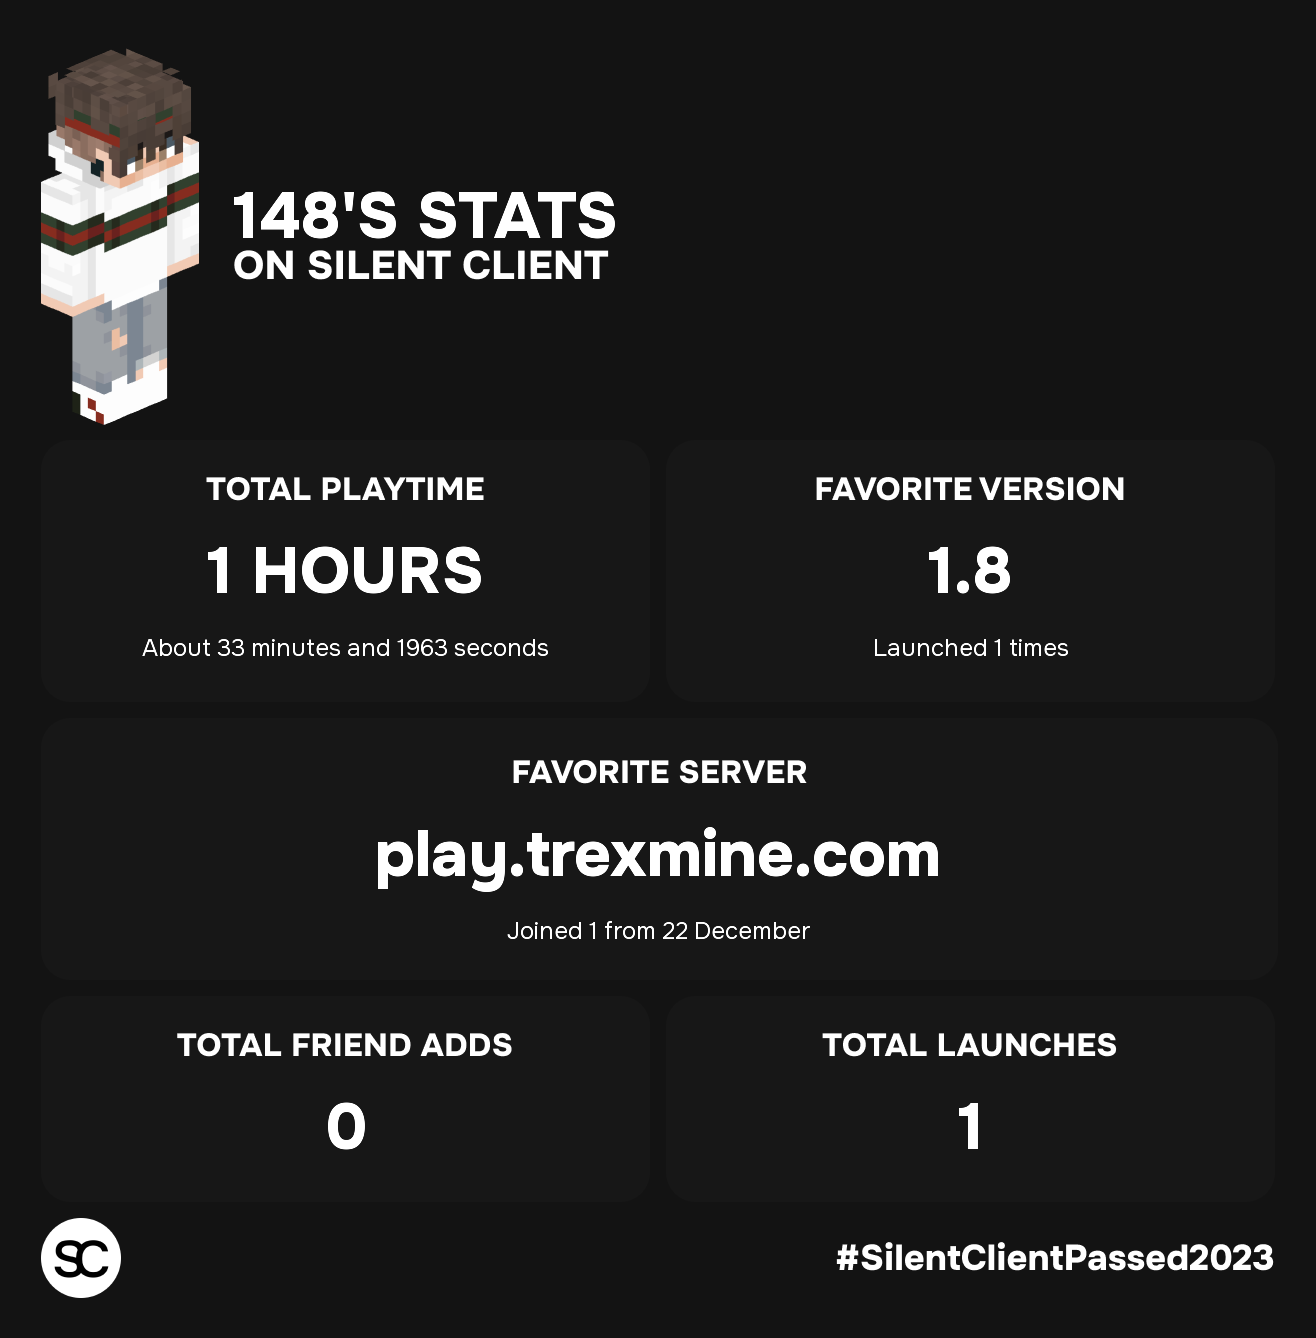 148'S STATS
ON SILENT CLIENT
TOTAL PLAYTIME
1 HOURS
About 33 minutes and 1963 seconds
FAVORITE VERSION
1.8
Launched 1 times
FAVORITE SERVER
play.trexmine.com
Joined 1 from 22 December
TOTAL FRIEND ADDS
0
TOTAL LAUNCHES
1
SC
#SilentClientPassed2023